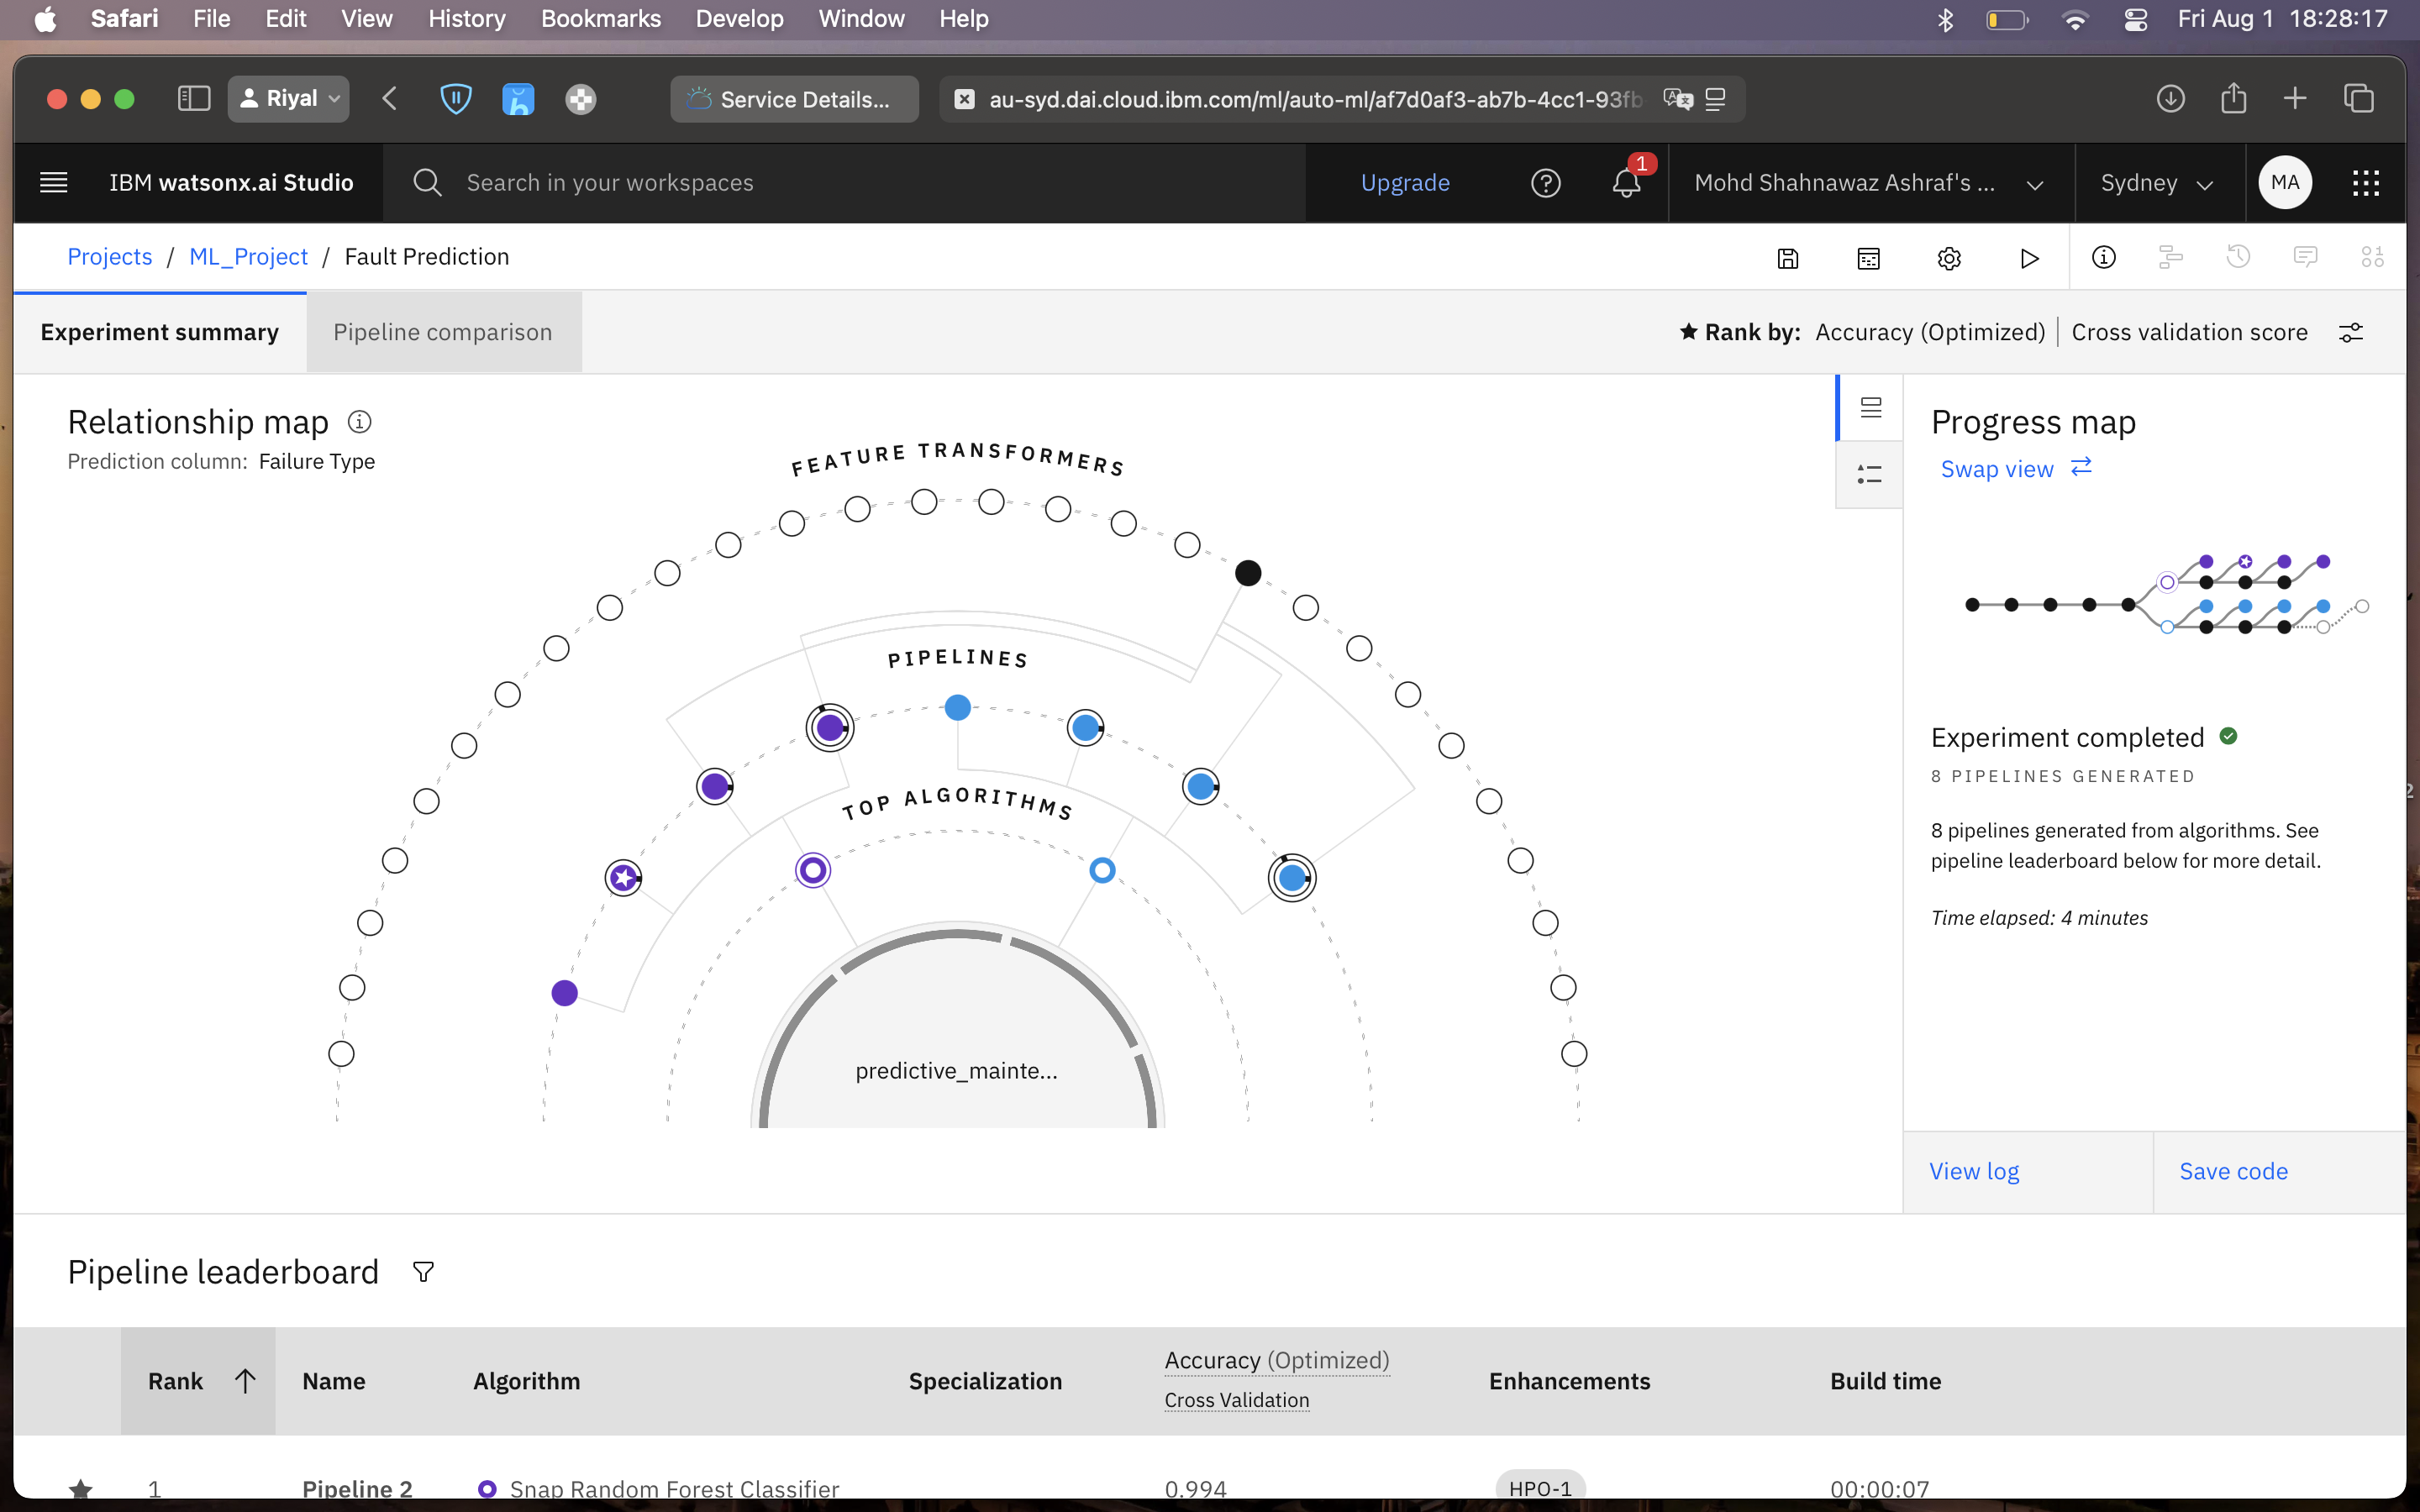 Safari File Edit View History Bookmarks Develop Window Help Fri Aug 1 18:28:17
Riyal Service Details... au-syd.dai.cloud.ibm.com/ml/auto-ml/af7d0af3-ab7b-4cc1-93fb
IBM watsonx.ai Studio Search in your workspaces Upgrade 1 Mohd Shahnawaz Ashraf's ... Sydney MA
Projects / ML_Project / Fault Prediction
Experiment summary Pipeline comparison Rank by: Accuracy (Optimized) | Cross validation score
Relationship map
Prediction column: Failure Type
FEATURE TRANSFORMERS
PIPELINES
TOP ALGORITHMS
predictive_mainte...
Progress map
Swap view
Experiment completed
8 PIPELINES GENERATED
8 pipelines generated from algorithms. See
pipeline leaderboard below for more detail.
Time elapsed: 4 minutes
View log Save code
Pipeline leaderboard
Rank Name Algorithm Specialization Accuracy (Optimized) Enhancements Build time
Cross Validation
1 Pipeline 2 Snap Random Forest Classifier 0.994 HPO-1 00:00:07